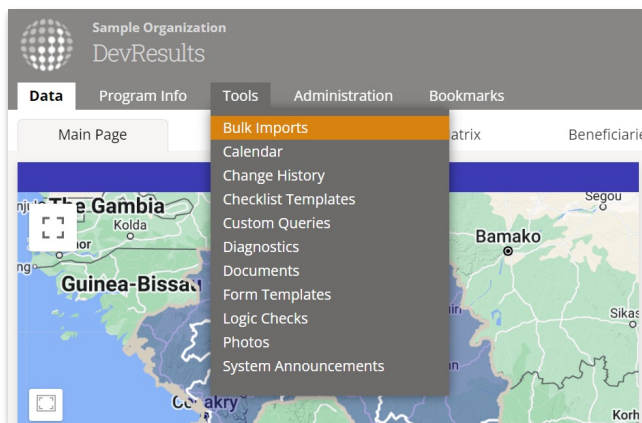 Sample Organization
DevResults
Data Program Info Tools Administration Bookmarks
Main Page atrix Beneficiarie
Bulk Imports
Calendar
Change History
Checklist Templates
Custom Queries
Diagnostics
Documents
Form Templates
Logic Checks
Photos
System Announcements
The Gambia
Kolda
Segou
Bamako
Guinea-Bissau
Sikas
akry
Korh